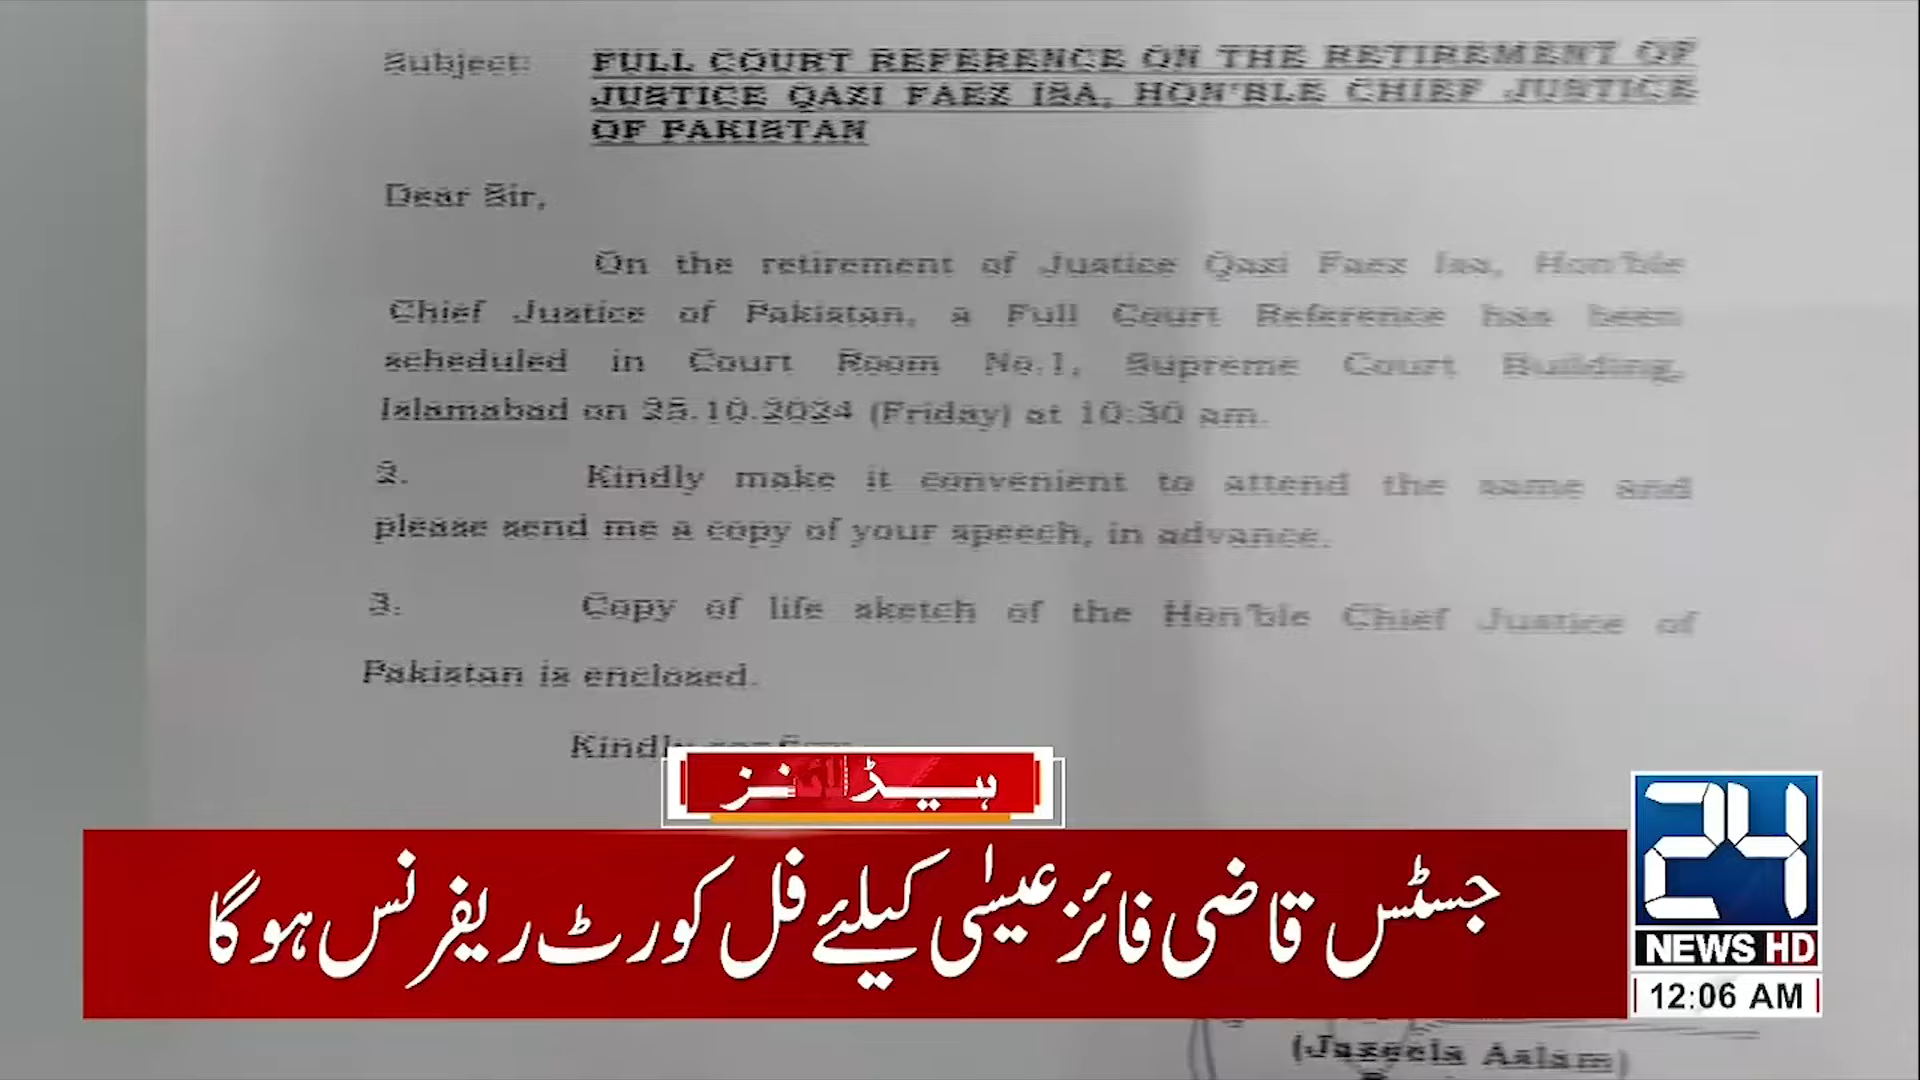 Subject: FULL COURT REFERENCE ON THE RETIREMENT OF
JUSTICE QAZI FAEZ ISA, HON'BLE CHIEF JUSTICE
OF PAKISTAN
Dear Sir,
On the retirement of Justice Qazi Faez Isa, Hon'ble
Chief Justice of Pakistan, a Full Court Reference has been
scheduled in Court Room No.1, Supreme Court Building,
Islamabad on 25.10.2024 (Friday) at 10:30 am.
2. Kindly make it convenient to attend the same and
please send me a copy of your speech, in advance.
3. Copy of life sketch of the Hon'ble Chief Justice of
Pakistan is enclosed.
Kindly
ہیڈلائنز
جسٹس قاضی فائز عیسٰی کیلئے فل کورٹ ریفرنس ہوگا
24
NEWS HD
12:06 AM
(Jazeela Aslam)